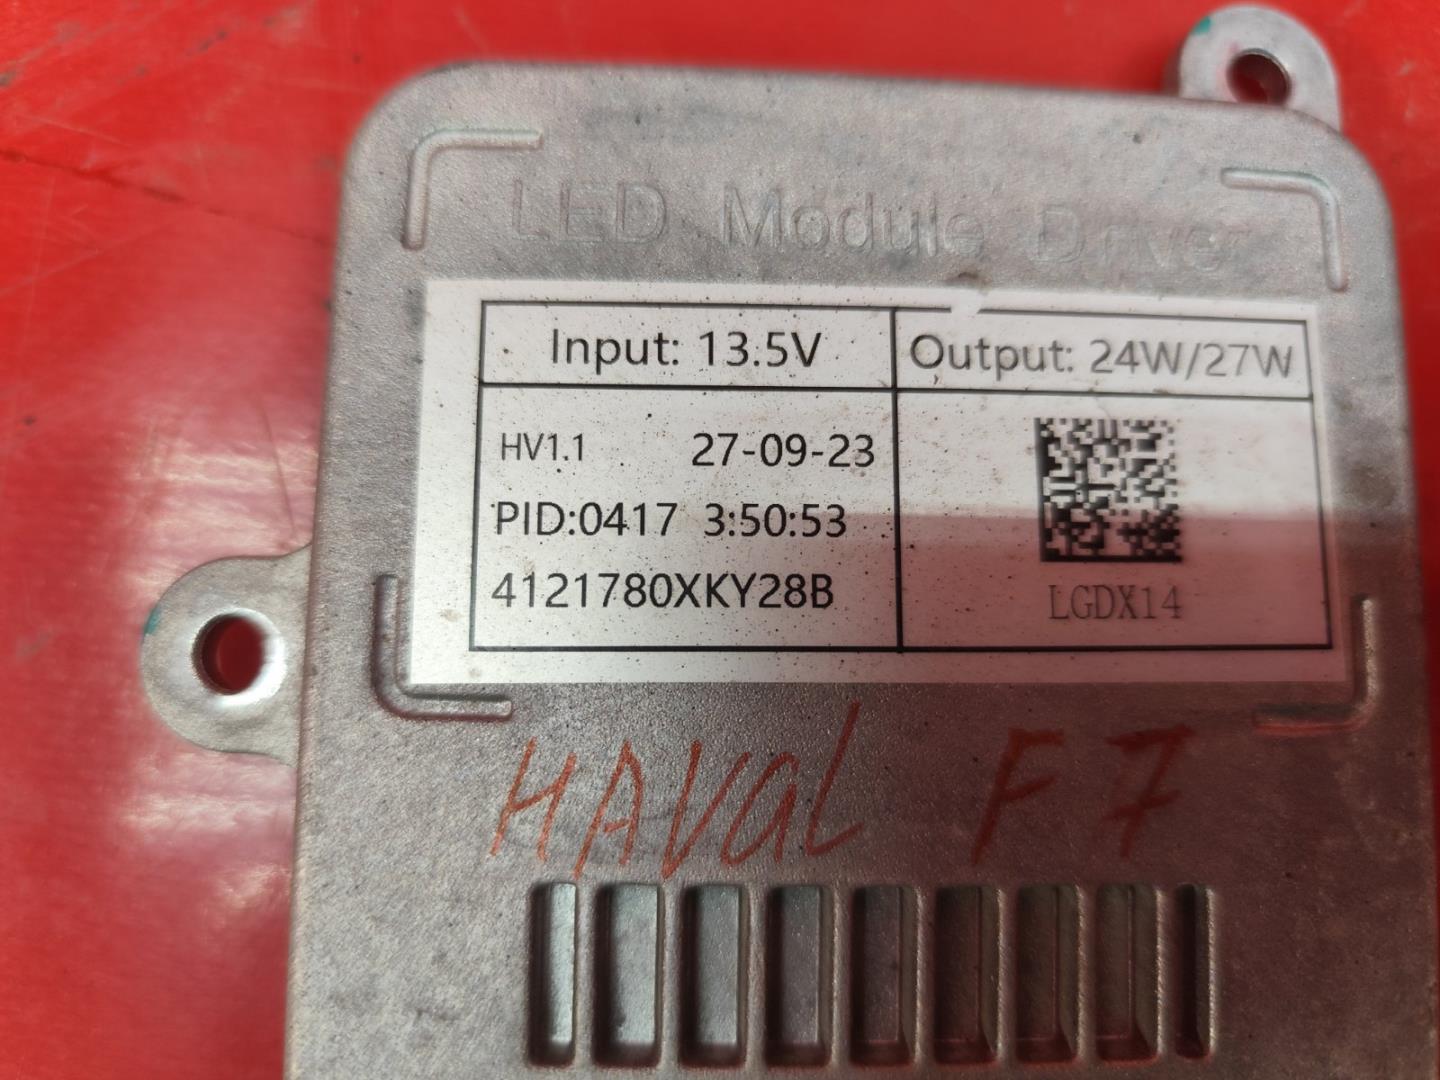 LED Module Driver
Input: 13.5V
Output: 24W/27W
HV1.1 27-09-23
PID:0417 3:50:53
4121780XKY28B
LGDX14
HAVAL F7